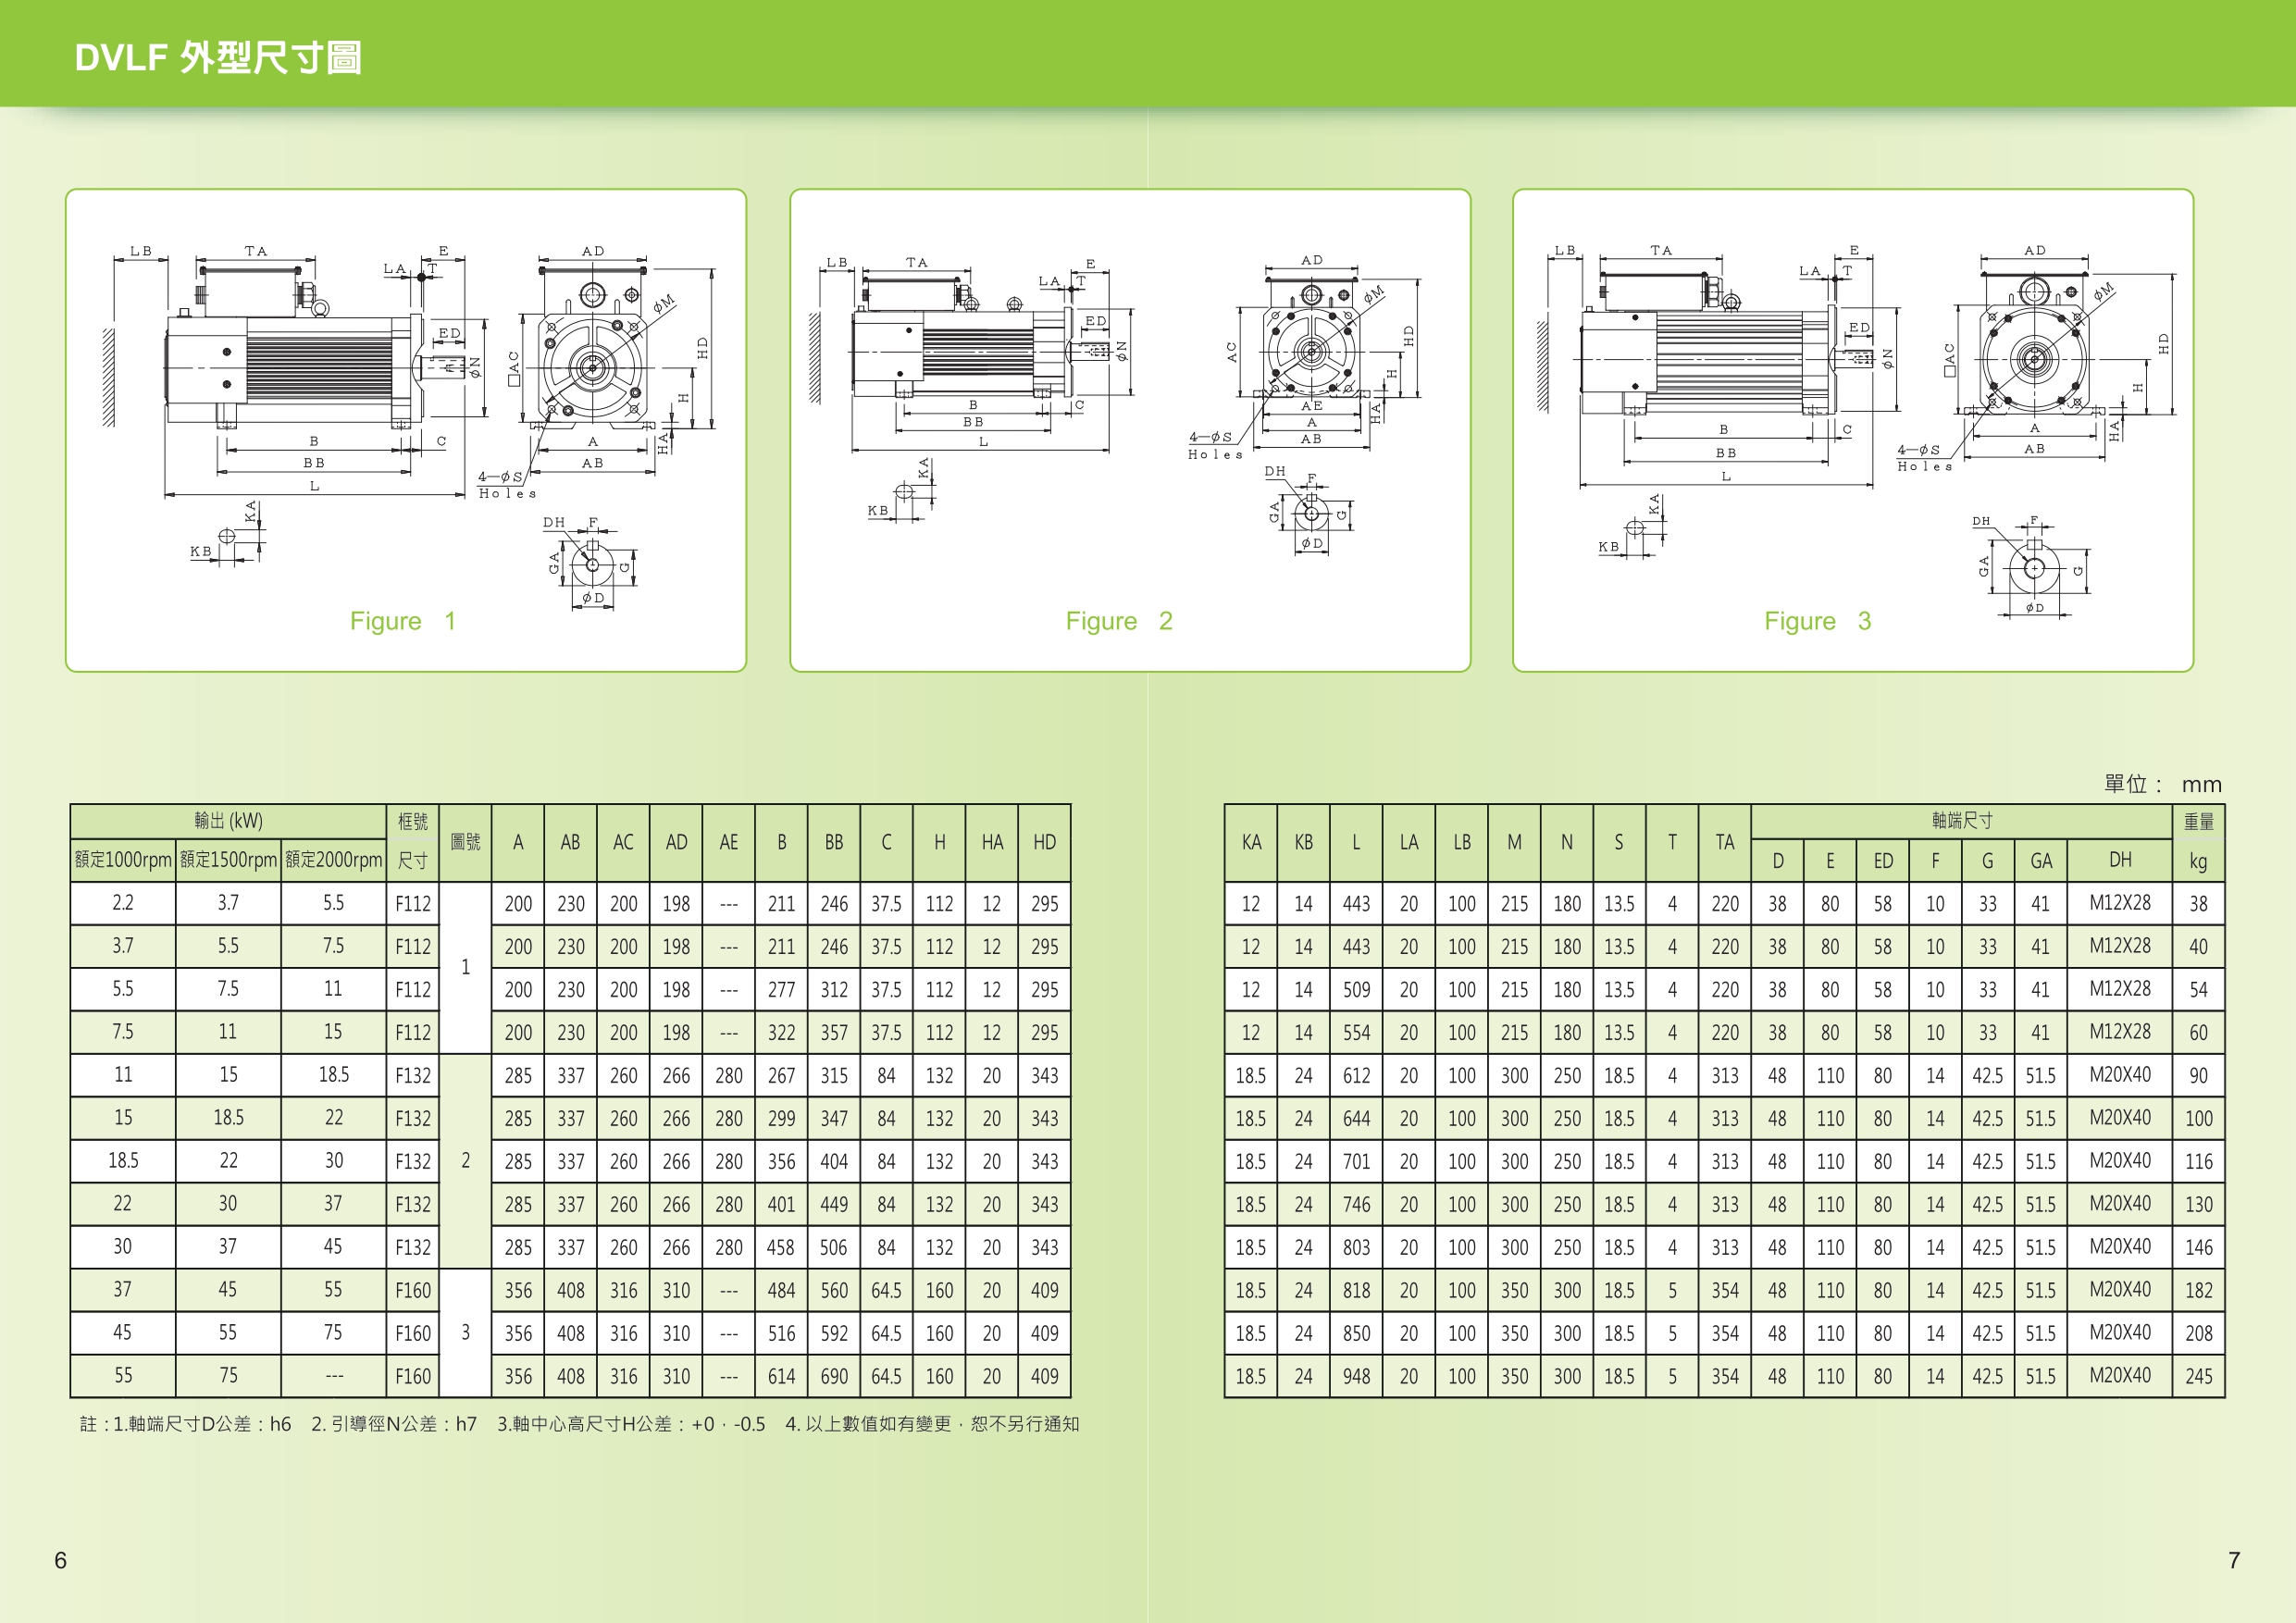 DVLF 外型尺寸圖
LB TA E AD
LA T φM
ED
□AC φN HD
H
B C A HA
BB AB
L 4—φS
Holes
KA
KB DH F
GA G
φD
Figure 1
LB TA E AD
LA T φM
ED
AC φN HD
H
B C AE HA
BB A
L AB
4—φS
Holes
KA
KB DH F
GA G
φD
Figure 2
LB TA E AD
LA T φM
ED
□AC φN HD
H
B C A HA
BB AB
L 4—φS
Holes
KA
KB DH F
GA G
φD
Figure 3
單位： mm
輸出 (kW) 框號尺寸 圖號 A AB AC AD AE B BB C H HA HD
額定1000rpm 額定1500rpm 額定2000rpm
2.2 3.7 5.5 F112 1 200 230 200 198 --- 211 246 37.5 112 12 295
3.7 5.5 7.5 F112 200 230 200 198 --- 211 246 37.5 112 12 295
5.5 7.5 11 F112 200 230 200 198 --- 277 312 37.5 112 12 295
7.5 11 15 F112 200 230 200 198 --- 322 357 37.5 112 12 295
11 15 18.5 F132 2 285 337 260 266 280 267 315 84 132 20 343
15 18.5 22 F132 285 337 260 266 280 299 347 84 132 20 343
18.5 22 30 F132 285 337 260 266 280 356 404 84 132 20 343
22 30 37 F132 285 337 260 266 280 401 449 84 132 20 343
30 37 45 F132 285 337 260 266 280 458 506 84 132 20 343
37 45 55 F160 3 356 408 316 310 --- 484 560 64.5 160 20 409
45 55 75 F160 356 408 316 310 --- 516 592 64.5 160 20 409
55 75 --- F160 356 408 316 310 --- 614 690 64.5 160 20 409
KA KB L LA LB M N S T TA 軸端尺寸 重量
D E ED F G GA DH kg
12 14 443 20 100 215 180 13.5 4 220 38 80 58 10 33 41 M12X28 38
12 14 443 20 100 215 180 13.5 4 220 38 80 58 10 33 41 M12X28 40
12 14 509 20 100 215 180 13.5 4 220 38 80 58 10 33 41 M12X28 54
12 14 554 20 100 215 180 13.5 4 220 38 80 58 10 33 41 M12X28 60
18.5 24 612 20 100 300 250 18.5 4 313 48 110 80 14 42.5 51.5 M20X40 90
18.5 24 644 20 100 300 250 18.5 4 313 48 110 80 14 42.5 51.5 M20X40 100
18.5 24 701 20 100 300 250 18.5 4 313 48 110 80 14 42.5 51.5 M20X40 116
18.5 24 746 20 100 300 250 18.5 4 313 48 110 80 14 42.5 51.5 M20X40 130
18.5 24 803 20 100 300 250 18.5 4 313 48 110 80 14 42.5 51.5 M20X40 146
18.5 24 818 20 100 350 300 18.5 5 354 48 110 80 14 42.5 51.5 M20X40 182
18.5 24 850 20 100 350 300 18.5 5 354 48 110 80 14 42.5 51.5 M20X40 208
18.5 24 948 20 100 350 300 18.5 5 354 48 110 80 14 42.5 51.5 M20X40 245
註：1.軸端尺寸D公差：h6 2. 引導徑N公差：h7 3.軸中心高尺寸H公差：+0，-0.5 4. 以上數值如有變更，恕不另行通知
6
7